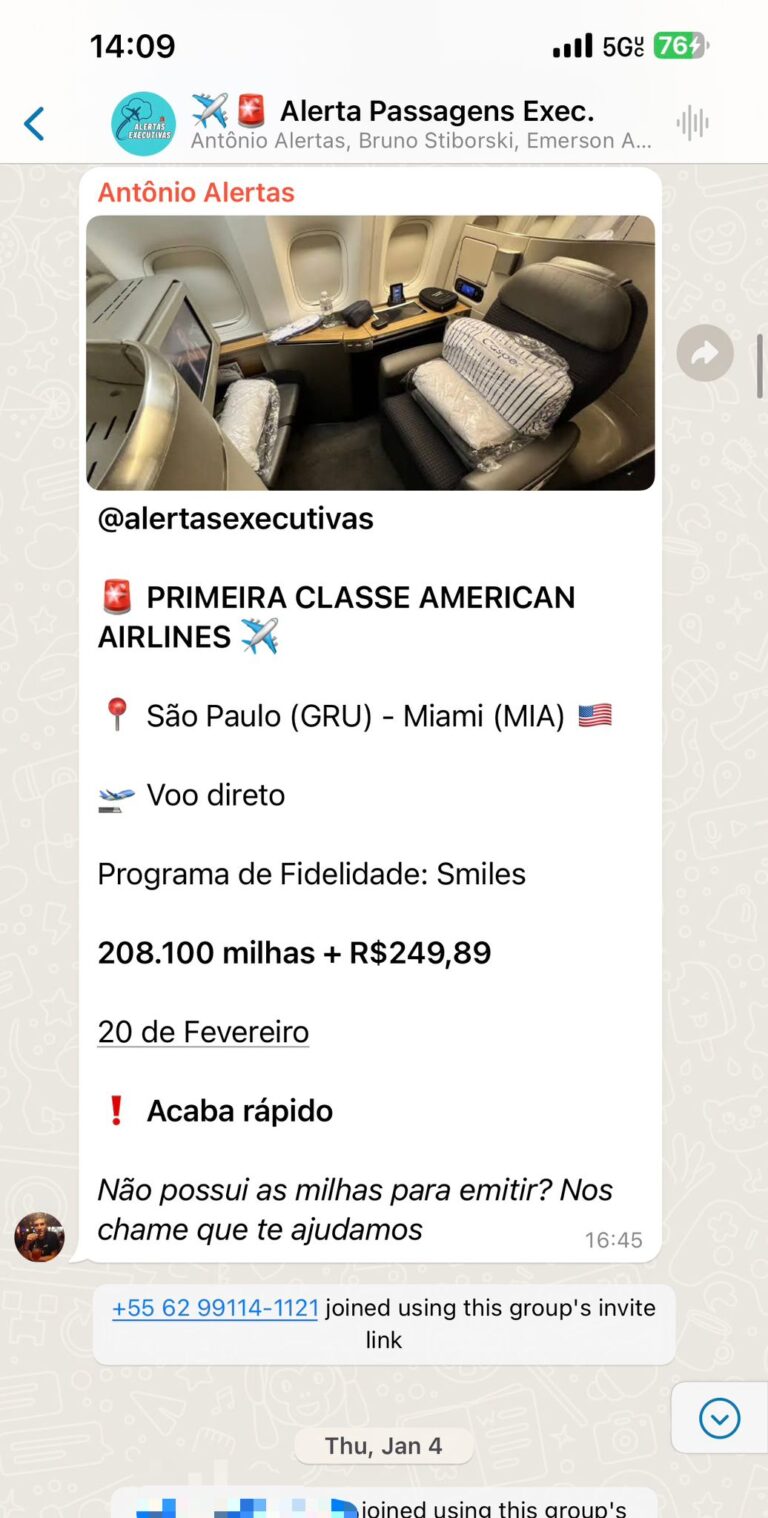 14:09
5G UC
76
Alerta Passagens Exec.
Antônio Alertas, Bruno Stiborski, Emerson A...
ALERTAS
EXECUTIVAS
Antônio Alertas
Casper
@alertasexecutivas
🚨 PRIMEIRA CLASSE AMERICAN
AIRLINES ✈️
📍 São Paulo (GRU) - Miami (MIA) 🇺🇸
🛫 Voo direto
Programa de Fidelidade: Smiles
208.100 milhas + R$249,89
20 de Fevereiro
❗ Acaba rápido
Não possui as milhas para emitir? Nos
chame que te ajudamos
16:45
+55 62 99114-1121 joined using this group's invite
link
Thu, Jan 4
joined using this group's